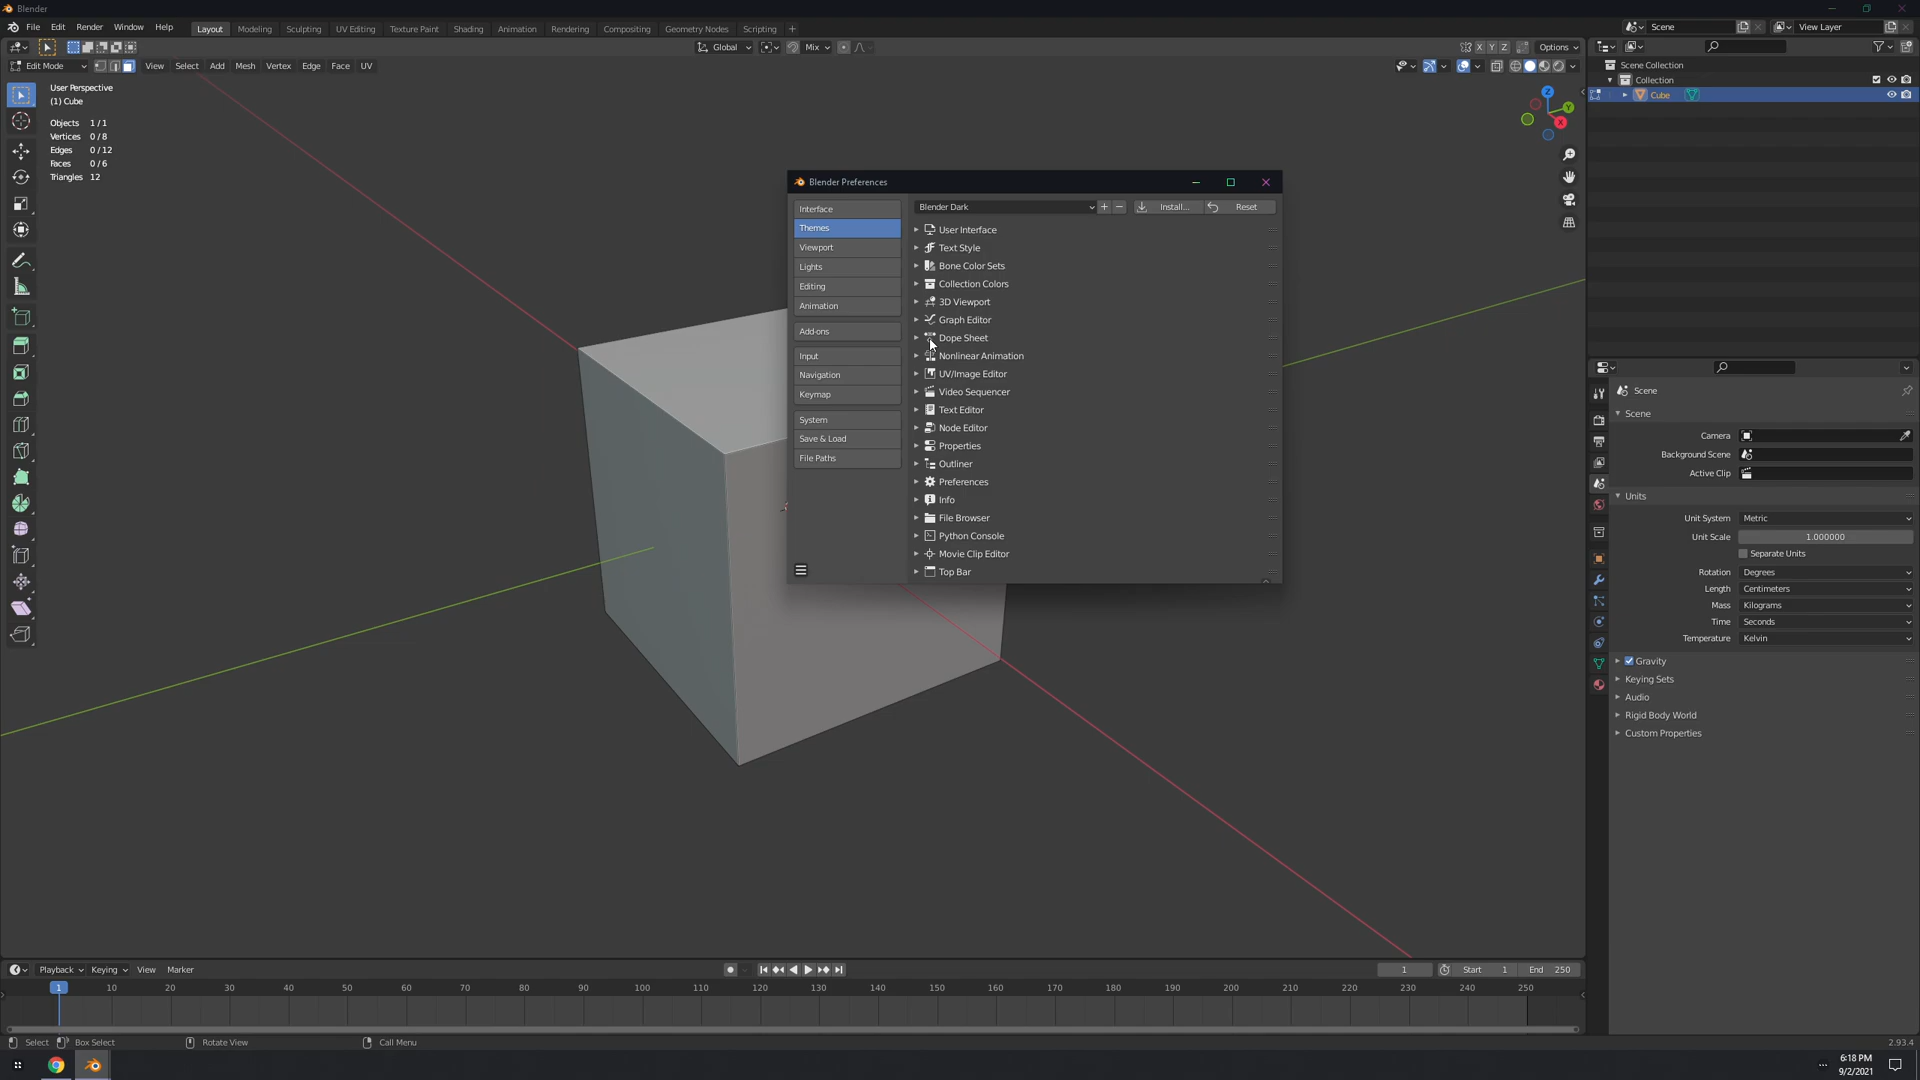 Blender
File Edit Render Window Help Layout Modeling Sculpting UV Editing Texture Paint Shading Animation Rendering Compositing Geometry Nodes Scripting + Scene View Layer
Global Mix X Y Z Options
Edit Mode View Select Add Mesh Vertex Edge Face UV
User Perspective
(1) Cube
Objects 1/1
Vertices 0/8
Edges 0/12
Faces 0/6
Triangles 12
Z
Y
X
Scene Collection
Collection
Cube
Blender Preferences
Interface
Themes
Viewport
Lights
Editing
Animation
Add-ons
Input
Navigation
Keymap
System
Save & Load
File Paths
Blender Dark + − Install... Reset
User Interface
Text Style
Bone Color Sets
Collection Colors
3D Viewport
Graph Editor
Dope Sheet
Nonlinear Animation
UV/Image Editor
Video Sequencer
Text Editor
Node Editor
Properties
Outliner
Preferences
Info
File Browser
Python Console
Movie Clip Editor
Top Bar
Scene
Scene
Camera
Background Scene
Active Clip
Units
Unit System Metric
Unit Scale 1.000000
Separate Units
Rotation Degrees
Length Centimeters
Mass Kilograms
Time Seconds
Temperature Kelvin
Gravity
Keying Sets
Audio
Rigid Body World
Custom Properties
Playback Keying View Marker 1 Start 1 End 250
1 10 20 30 40 50 60 70 80 90 100 110 120 130 140 150 160 170 180 190 200 210 220 230 240 250
Select Box Select Rotate View Call Menu 2.93.4
6:18 PM
9/2/2021